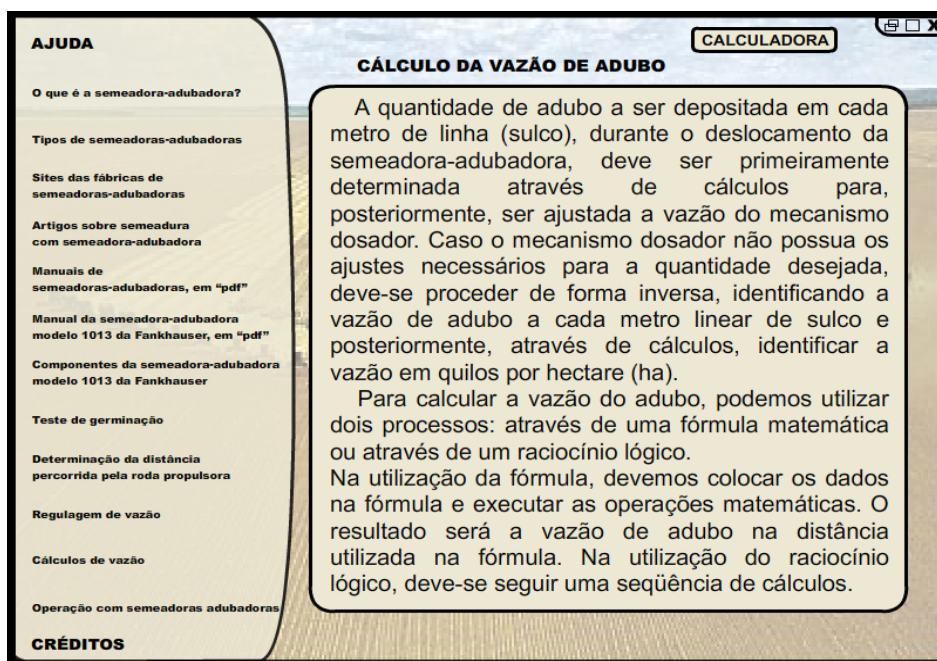 AJUDA
O que é a semeadora-adubadora?
Tipos de semeadoras-adubadoras
Sites das fábricas de
semeadoras-adubadoras
Artigos sobre semeadura
com semeadora-adubadora
Manuais de
semeadoras-adubadoras, em “pdf”
Manual da semeadora-adubadora
modelo 1013 da Fankhauser, em “pdf”
Componentes da semeadora-adubadora
modelo 1013 da Fankhauser
Teste de germinação
Determinação da distância
percorrida pela roda propulsora
Regulagem de vazão
Cálculos de vazão
Operação com semeadoras adubadoras
CRÉDITOS
CALCULADORA
X
CÁLCULO DA VAZÃO DE ADUBO
A quantidade de adubo a ser depositada em cada
metro de linha (sulco), durante o deslocamento da
semeadora-adubadora, deve ser primeiramente
determinada através de cálculos para,
posteriormente, ser ajustada a vazão do mecanismo
dosador. Caso o mecanismo dosador não possua os
ajustes necessários para a quantidade desejada,
deve-se proceder de forma inversa, identificando a
vazão de adubo a cada metro linear de sulco e
posteriormente, através de cálculos, identificar a
vazão em quilos por hectare (ha).
Para calcular a vazão do adubo, podemos utilizar
dois processos: através de uma fórmula matemática
ou através de um raciocínio lógico.
Na utilização da fórmula, devemos colocar os dados
na fórmula e executar as operações matemáticas. O
resultado será a vazão de adubo na distância
utilizada na fórmula. Na utilização do raciocínio
lógico, deve-se seguir uma seqüência de cálculos.